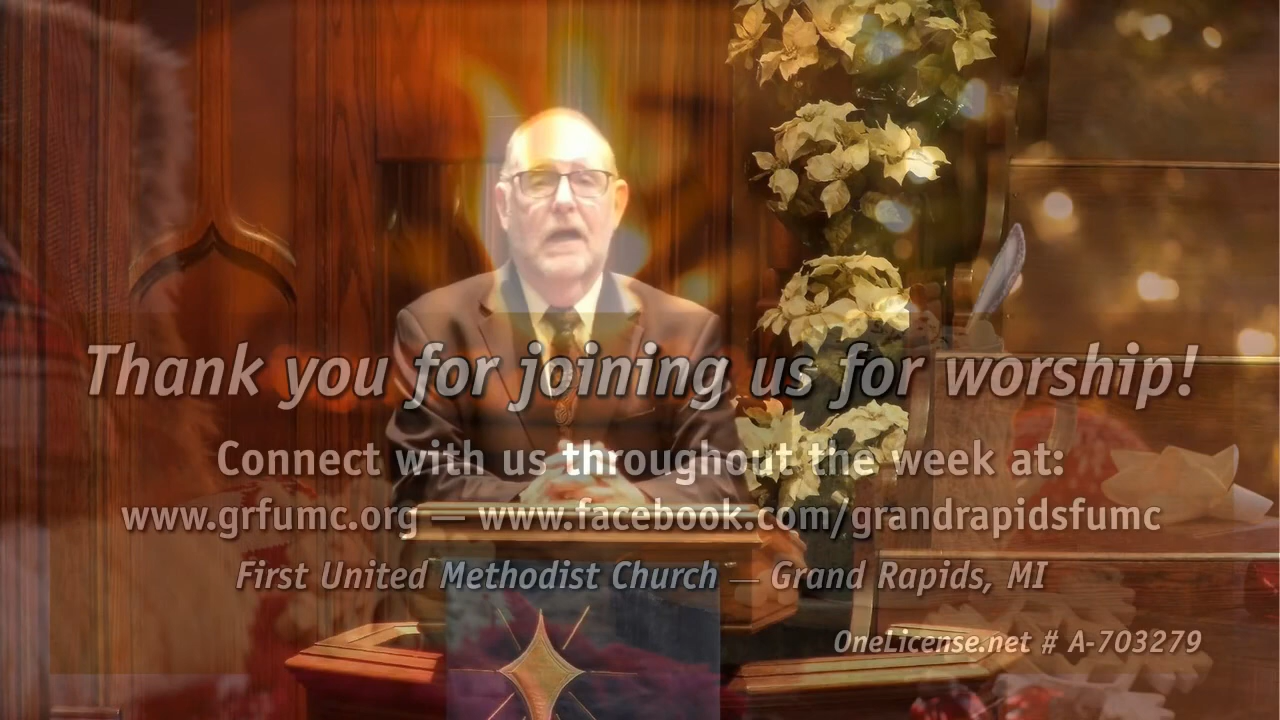 Thank you for joining us for worship!
Connect with us throughout the week at:
www.grfumc.org — www.facebook.com/grandrapidsfumc
First United Methodist Church — Grand Rapids, MI
OneLicense.net # A-703279